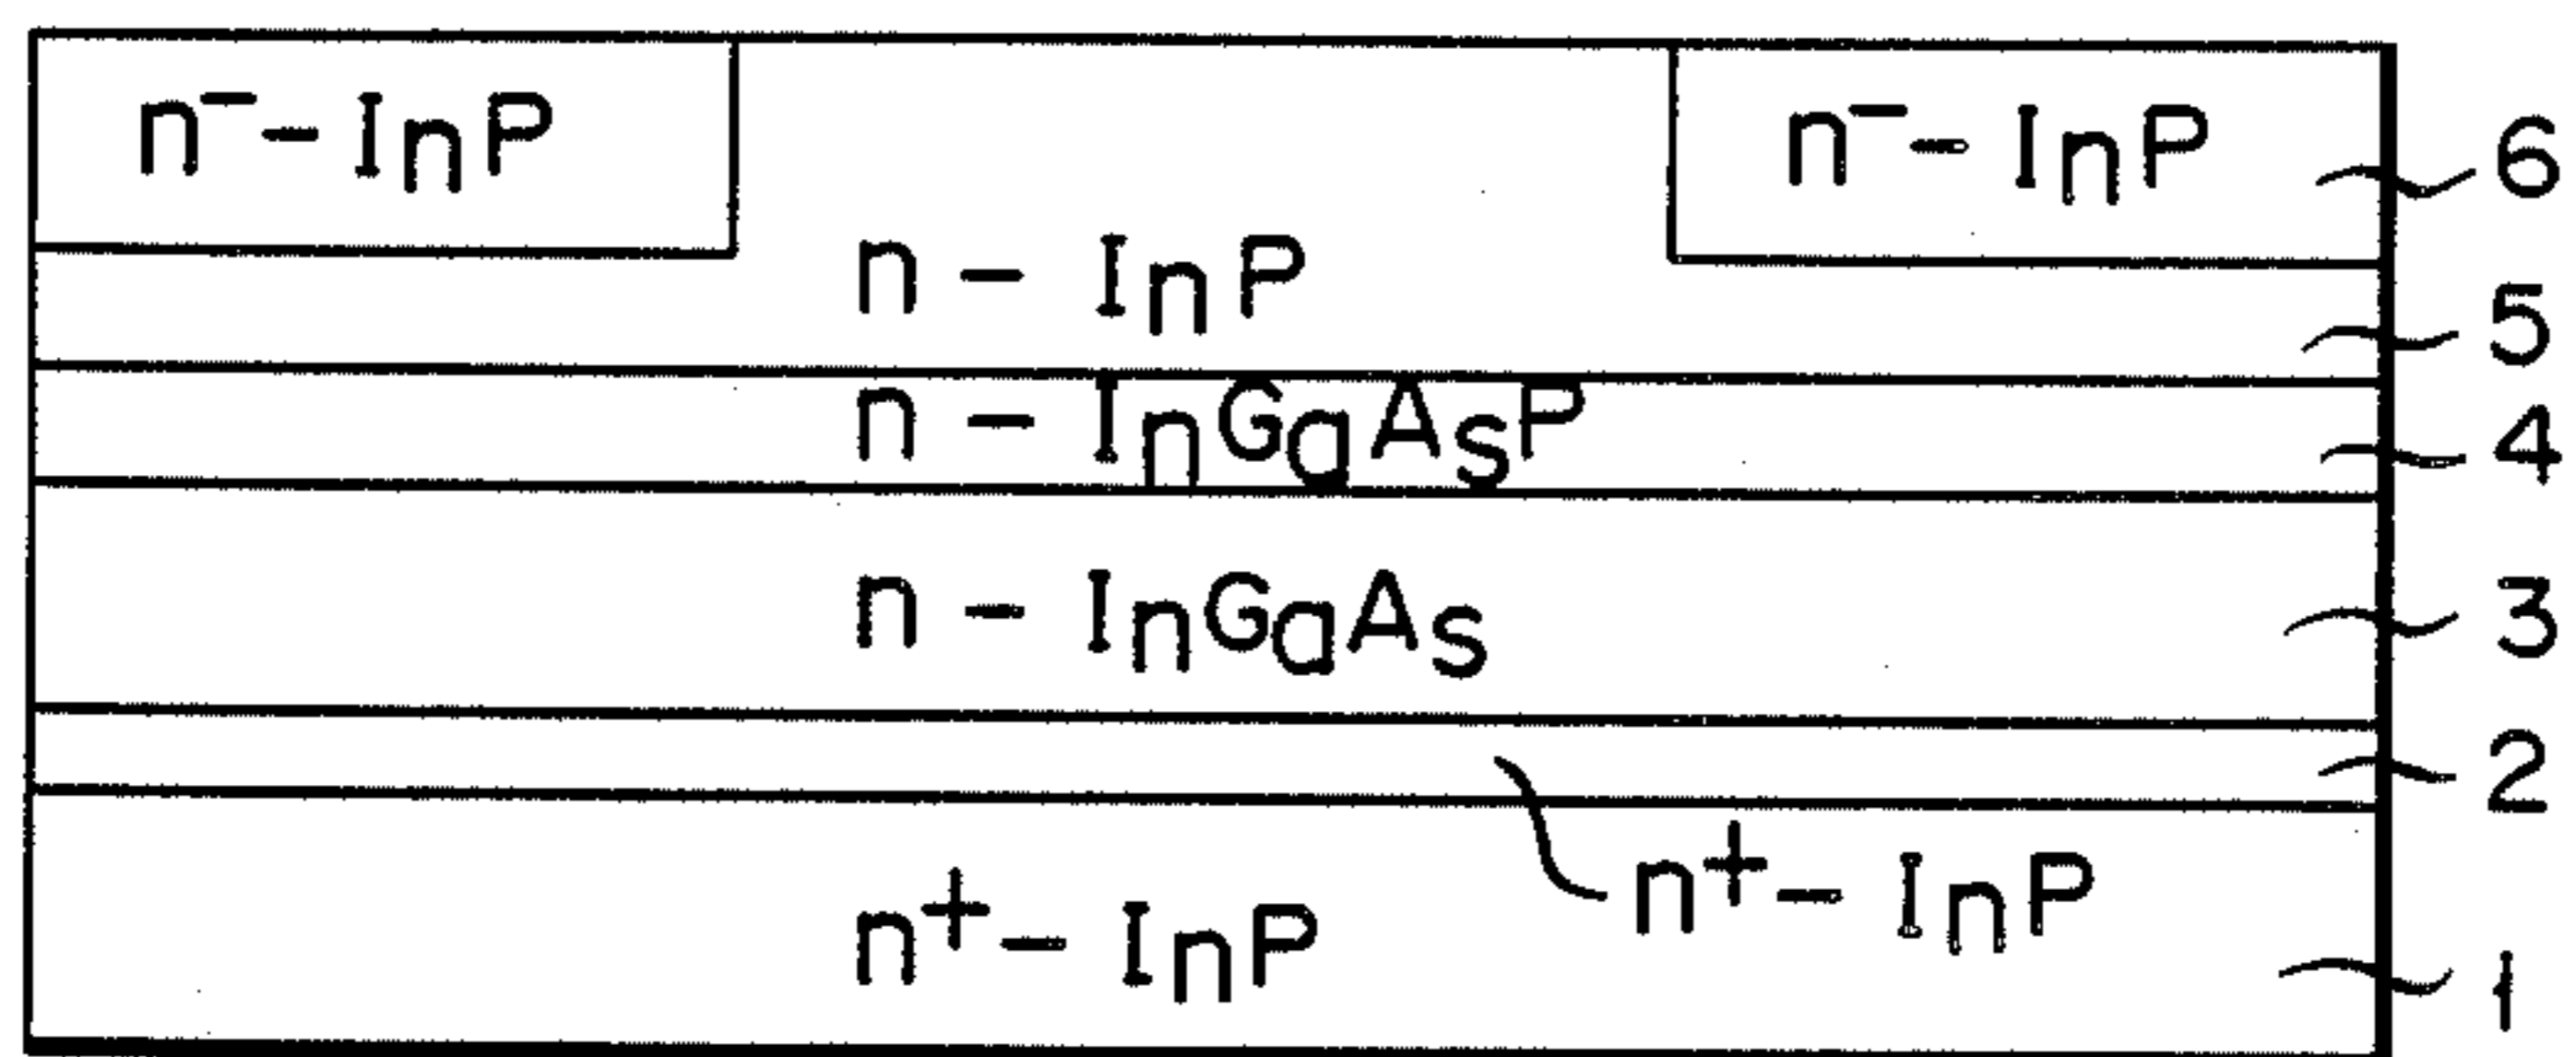 n⁻- InP n⁻- InP 6
n - InP 5
n - InGaAsP 4
n - InGaAs 3
2
n⁺- InP
n⁺- InP 1